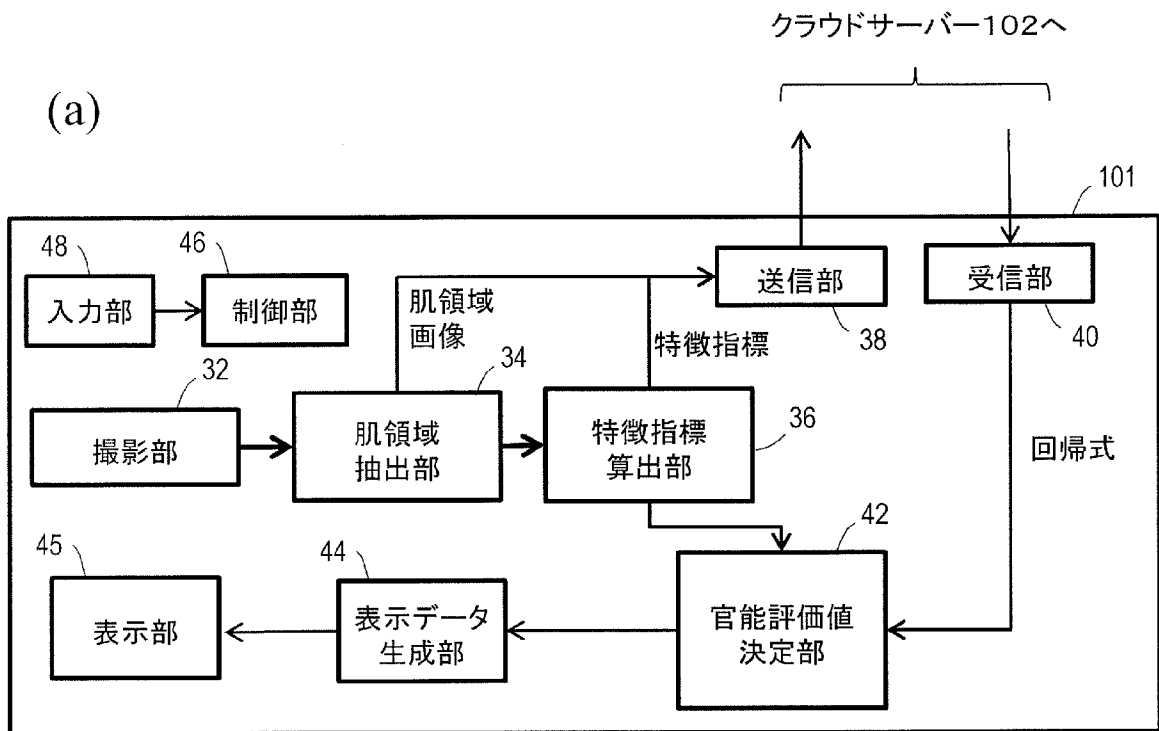 クラウドサーバー102へ
(a)
101
48
入力部
46
制御部
肌領域
画像
特徴指標
送信部
38
受信部
40
32
撮影部
34
肌領域
抽出部
特徴指標
算出部
36
回帰式
45
表示部
44
表示データ
生成部
42
官能評価値
決定部